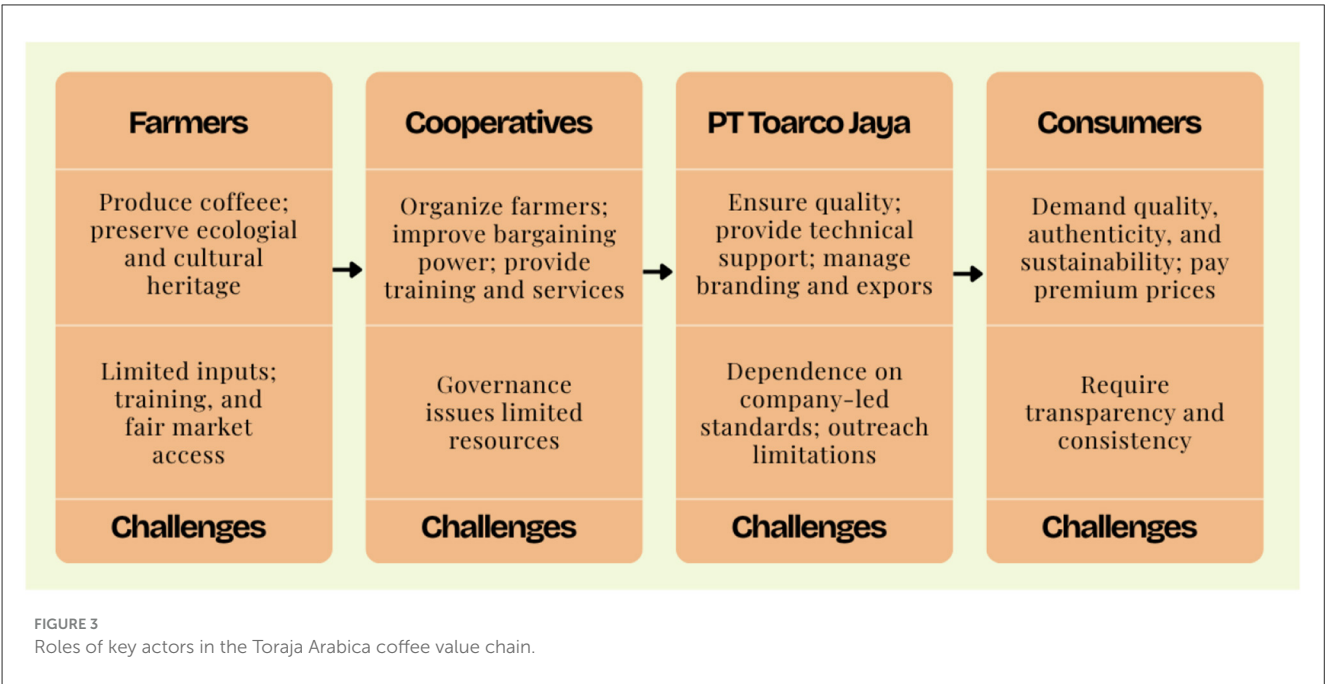 Farmers
Produce coffeee;
preserve ecologial
and cultural
heritage
Limited inputs;
training, and
fair market
access
Challenges
Cooperatives
Organize farmers;
improve bargaining
power; provide
training and services
Governance
issues limited
resources
Challenges
PT Toarco Jaya
Ensure quality;
provide technical
support; manage
branding and expors
Dependence on
company-led
standards; outreach
limitations
Challenges
Consumers
Demand quality,
authenticity, and
sustainability; pay
premium prices
Require
transparency and
consistency
Challenges
FIGURE 3
Roles of key actors in the Toraja Arabica coffee value chain.